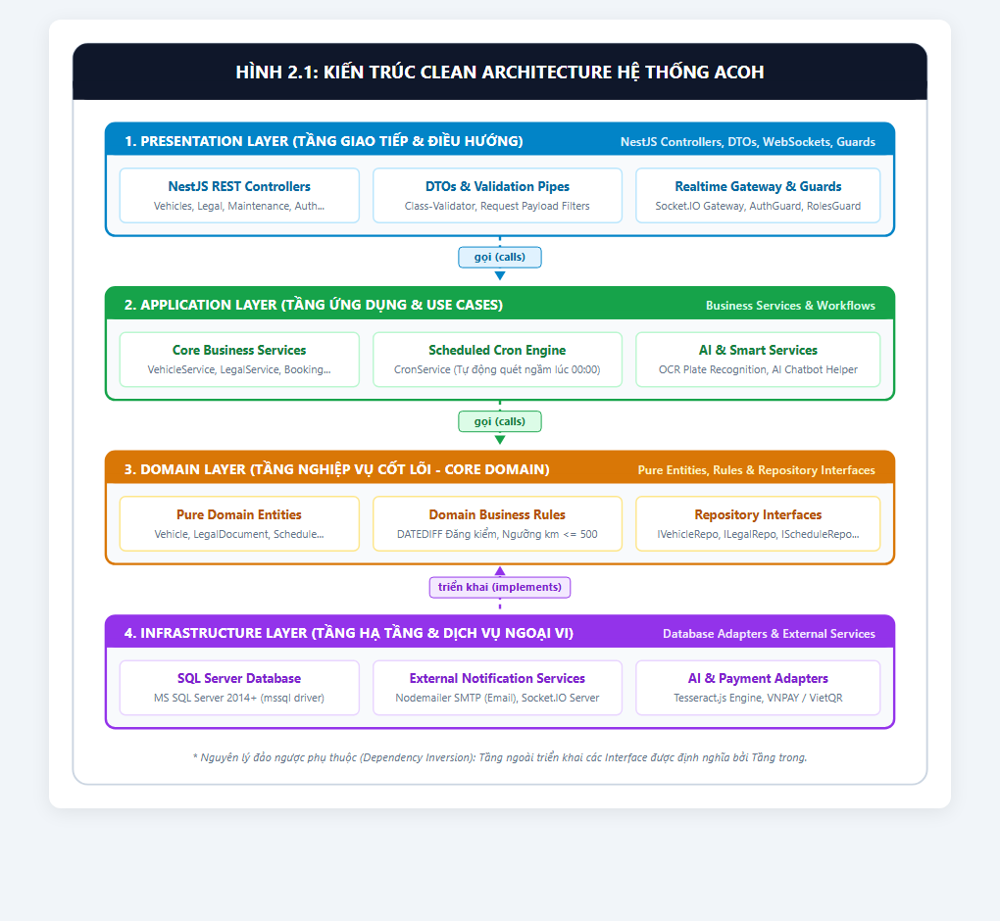 HÌNH 2.1: KIẾN TRÚC CLEAN ARCHITECTURE HỆ THỐNG ACOH
1. PRESENTATION LAYER (TẦNG GIAO TIẾP & ĐIỀU HƯỚNG)
NestJS Controllers, DTOs, WebSockets, Guards
NestJS REST Controllers
Vehicles, Legal, Maintenance, Auth...
DTOs & Validation Pipes
Class-Validator, Request Payload Filters
Realtime Gateway & Guards
Socket.IO Gateway, AuthGuard, RolesGuard
gọi (calls)
2. APPLICATION LAYER (TẦNG ỨNG DỤNG & USE CASES)
Business Services & Workflows
Core Business Services
VehicleService, LegalService, Booking...
Scheduled Cron Engine
CronService (Tự động quét ngầm lúc 00:00)
AI & Smart Services
OCR Plate Recognition, AI Chatbot Helper
gọi (calls)
3. DOMAIN LAYER (TẦNG NGHIỆP VỤ CỐT LÕI - CORE DOMAIN)
Pure Entities, Rules & Repository Interfaces
Pure Domain Entities
Vehicle, LegalDocument, Schedule...
Domain Business Rules
DATEDIFF Đăng kiểm, Ngưỡng km <= 500
Repository Interfaces
IVehicleRepo, ILegalRepo, IScheduleRepo...
triển khai (implements)
4. INFRASTRUCTURE LAYER (TẦNG HẠ TẦNG & DỊCH VỤ NGOẠI VI)
Database Adapters & External Services
SQL Server Database
MS SQL Server 2014+ (mssql driver)
External Notification Services
Nodemailer SMTP (Email), Socket.IO Server
AI & Payment Adapters
Tesseract.js Engine, VNPAY / VietQR
* Nguyên lý đảo ngược phụ thuộc (Dependency Inversion): Tầng ngoài triển khai các Interface được định nghĩa bởi Tầng trong.